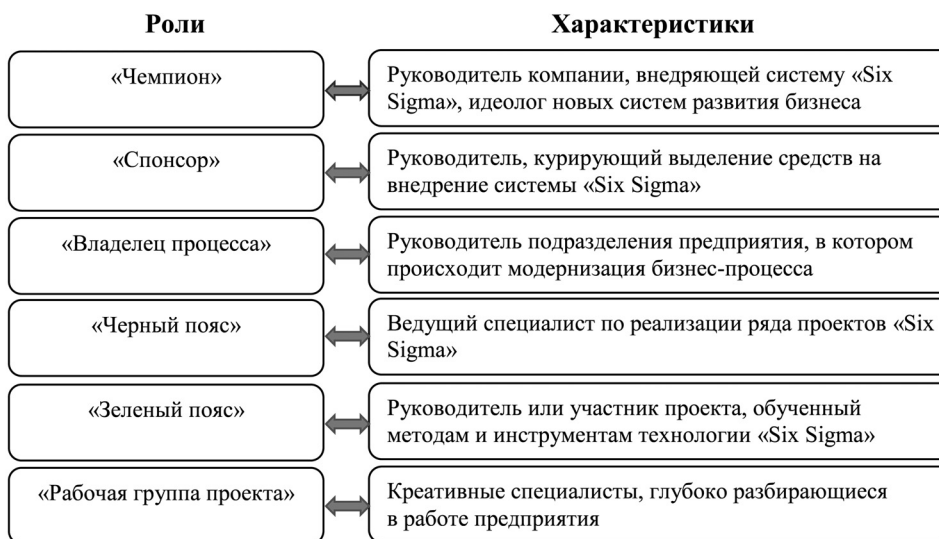 Роли
Характеристики
«Чемпион»
Руководитель компании, внедряющей систему «Six
Sigma», идеолог новых систем развития бизнеса
«Спонсор»
Руководитель, курирующий выделение средств на
внедрение системы «Six Sigma»
«Владелец процесса»
Руководитель подразделения предприятия, в котором
происходит модернизация бизнес-процесса
«Черный пояс»
Ведущий специалист по реализации ряда проектов «Six
Sigma»
«Зеленый пояс»
Руководитель или участник проекта, обученный
методам и инструментам технологии «Six Sigma»
«Рабочая группа проекта»
Креативные специалисты, глубоко разбирающиеся
в работе предприятия